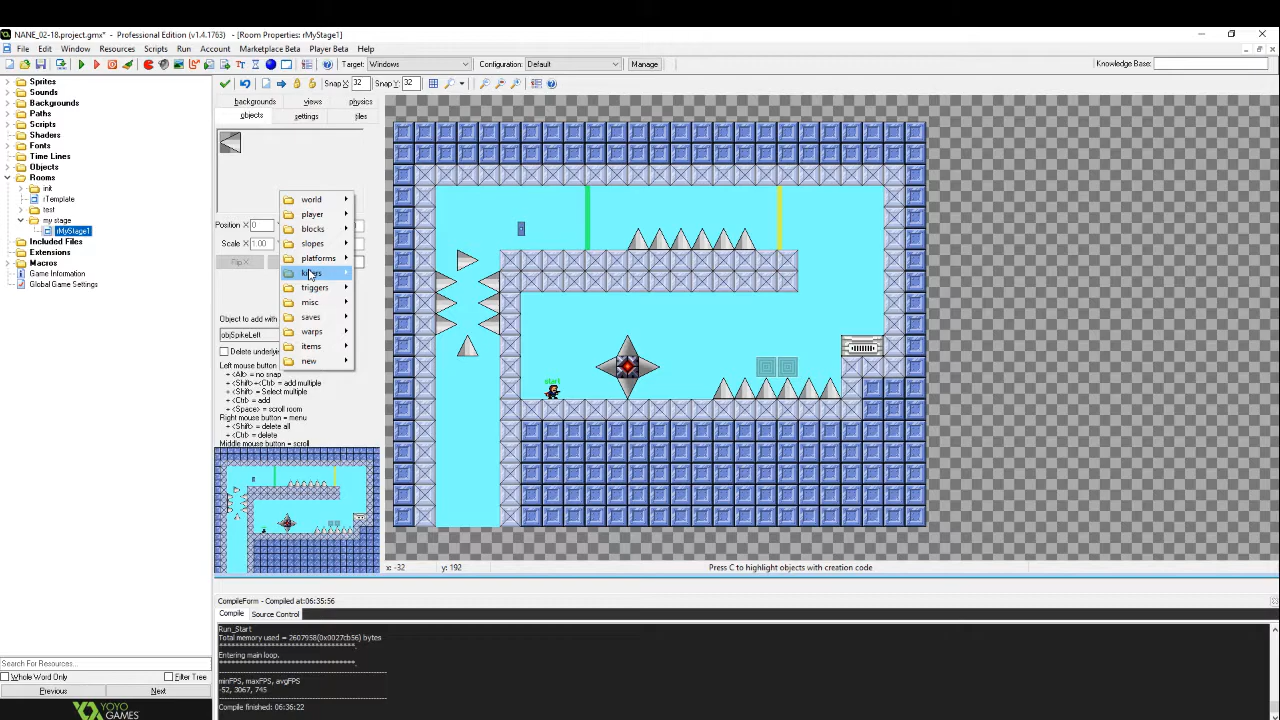 NANE_02-18.project.gmx* - Professional Edition (v1.4.1763) - [Room Properties: rMyStage1]
File Edit Window Resources Scripts Run Account Marketplace Beta Player Beta Help
Target: Windows Configuration: Default Manage Knowledge Base:
Sprites
Sounds
Backgrounds
Paths
Scripts
Shaders
Fonts
Time Lines
Objects
Rooms
init
rTemplate
test
my stage
rMyStage1
Included Files
Extensions
Macros
Game Information
Global Game Settings
Search For Resources...
Whole Word Only Filter Tree
Previous Next
YOYO
GAMES
Snap X 32 Snap Y: 32
backgrounds views physics
objects settings tiles
Position X 0
Scale X 1.00
Flip X
Object to add with
objSpikeLeft
Left mouse button =
+ <Alt> = no snap
+ <Shift>+Ctrl> = add multiple
+ <Shift> = Select multiple
+ <Ctrl> = add
+ <Space> = scroll room
Right mouse button = menu
+ <Shift> = delete all
+ <Ctrl> = delete
Middle mouse button = scroll
world
player
blocks
slopes
platforms
triggers
misc
saves
warps
items
new
start
x: -32 y: 192 Press C to highlight objects with creation code
CompileForm - Compiled at:06:35:56
Compile Source Control
Run_Start
Total memory used = 2607958(0x0027cb56) bytes
Entering main loop.
minFPS, maxFPS, avgFPS
-52, 3067, 745
Compile finished: 06:36:22